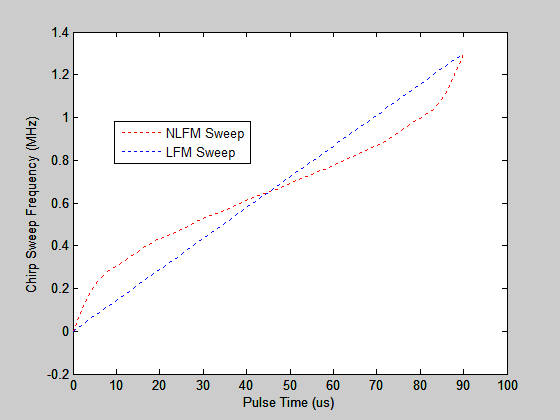 1.4
1.2
1
0.8
0.6
0.4
0.2
0
-0.2
Chirp Sweep Frequency (MHz)
NLFM Sweep
LFM Sweep
0 10 20 30 40 50 60 70 80 90 100
Pulse Time (us)